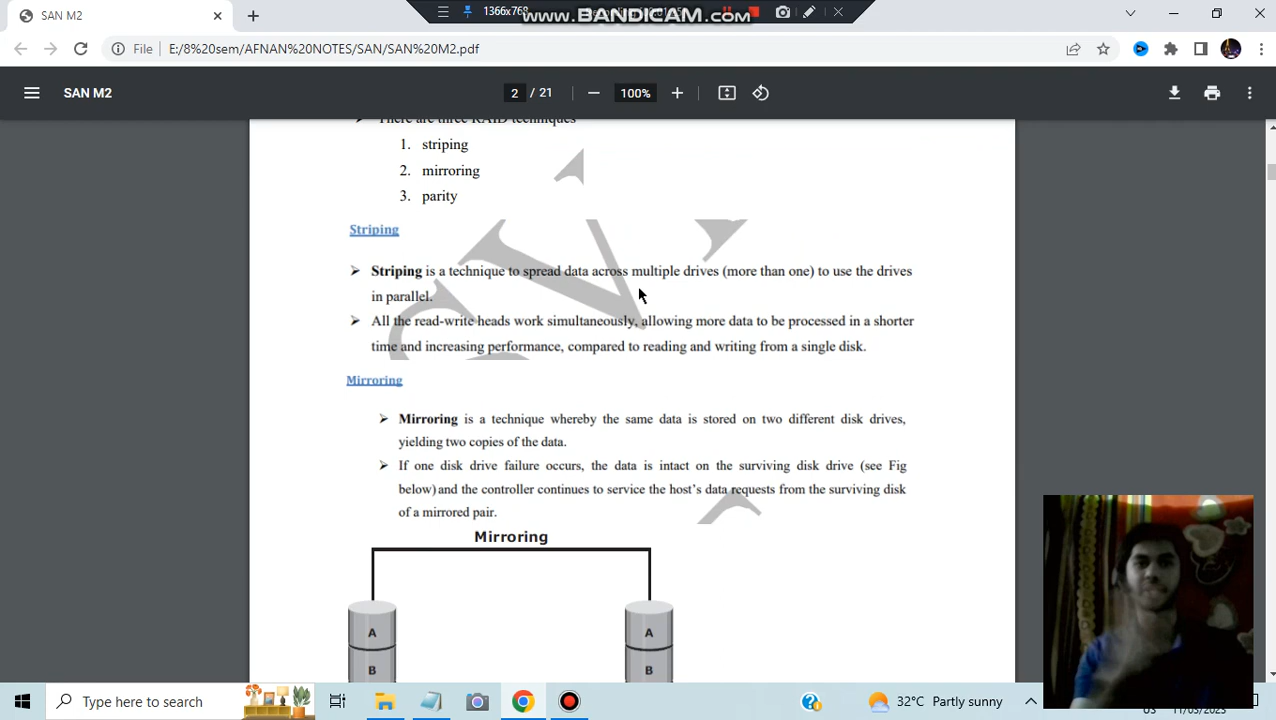 SAN M2
1366x768
www.BANDICAM.com
File
E:/8%20sem/AFNAN%20NOTES/SAN/SAN%20M2.pdf
SAN M2
2 / 21
100%
There are three RAID techniques
1. striping
2. mirroring
3. parity
Striping
➤ Striping is a technique to spread data across multiple drives (more than one) to use the drives
in parallel.
➤ All the read-write heads work simultaneously, allowing more data to be processed in a shorter
time and increasing performance, compared to reading and writing from a single disk.
Mirroring
➤ Mirroring is a technique whereby the same data is stored on two different disk drives,
yielding two copies of the data.
➤ If one disk drive failure occurs, the data is intact on the surviving disk drive (see Fig
below) and the controller continues to service the host's data requests from the surviving disk
of a mirrored pair.
Mirroring
A
A
B
B
Type here to search
32°C Partly sunny